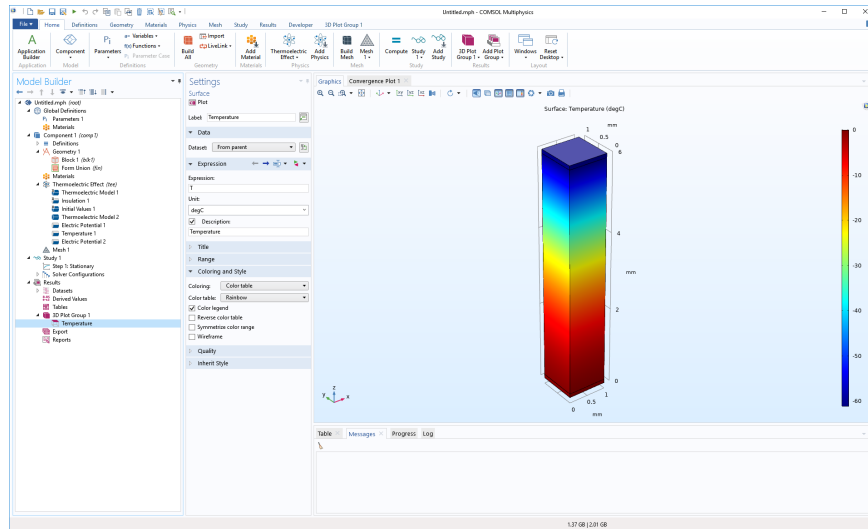 Untitled.mph - COMSOL Multiphysics
File Home Definitions Geometry Materials Physics Mesh Study Results Developer 3D Plot Group 1
Application Builder
Component
Parameters
Variables
Functions
Parameter Case
Build All
Import
LiveLink
Add Material
Thermoelectric Effect
Add Physics
Build Mesh
Mesh 1
Compute
Study 1
Add Study
3D Plot Group 1
Add Plot Group
Windows
Reset Desktop
Application Model Definitions Geometry Materials Physics Mesh Study Results Layout
Model Builder
Untitled.mph (root)
Global Definitions
Parameters 1
Materials
Component 1 (comp1)
Definitions
Geometry 1
Block 1 (blk1)
Form Union (fin)
Materials
Thermoelectric Effect (tee)
Thermoelectric Model 1
Insulation 1
Initial Values 1
Thermoelectric Model 2
Electric Potential 1
Temperature 1
Electric Potential 2
Mesh 1
Study 1
Step 1: Stationary
Solver Configurations
Results
Datasets
Derived Values
Tables
3D Plot Group 1
Temperature
Export
Reports
Settings
Surface
Plot
Label: Temperature
Data
Dataset: From parent
Expression
Expression:
T
Unit:
degC
Description:
Temperature
Title
Range
Coloring and Style
Coloring: Color table
Color table: Rainbow
Color legend
Reverse color table
Symmetrize color range
Wireframe
Quality
Inherit Style
Graphics Convergence Plot 1
Surface: Temperature (degC)
mm
1
0.5
0
6
4
mm
2
0
1
0.5
0
mm
z
y
x
0
-10
-20
-30
-40
-50
-60
Table Messages Progress Log
1.37 GB | 2.01 GB